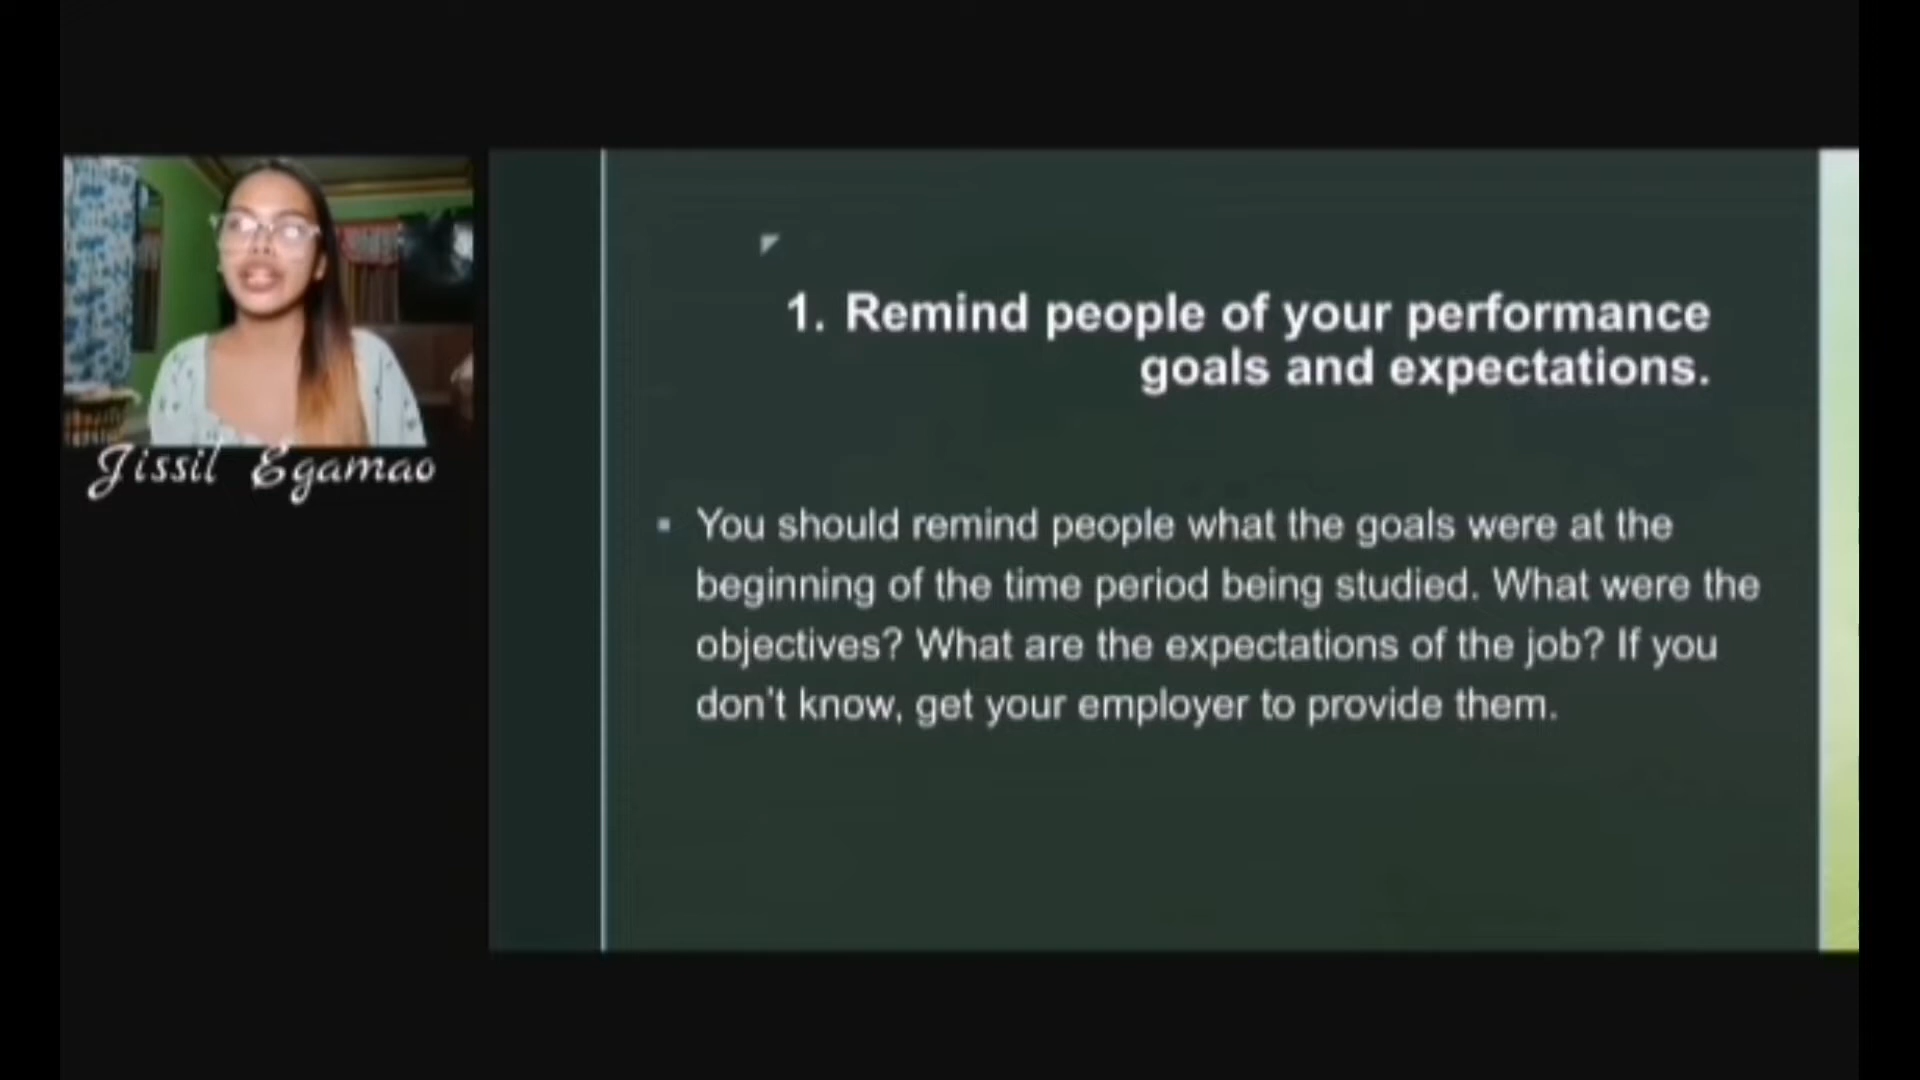 Jissil Egamao
1. Remind people of your performance
goals and expectations.
▪ You should remind people what the goals were at the
beginning of the time period being studied. What were the
objectives? What are the expectations of the job? If you
don't know, get your employer to provide them.